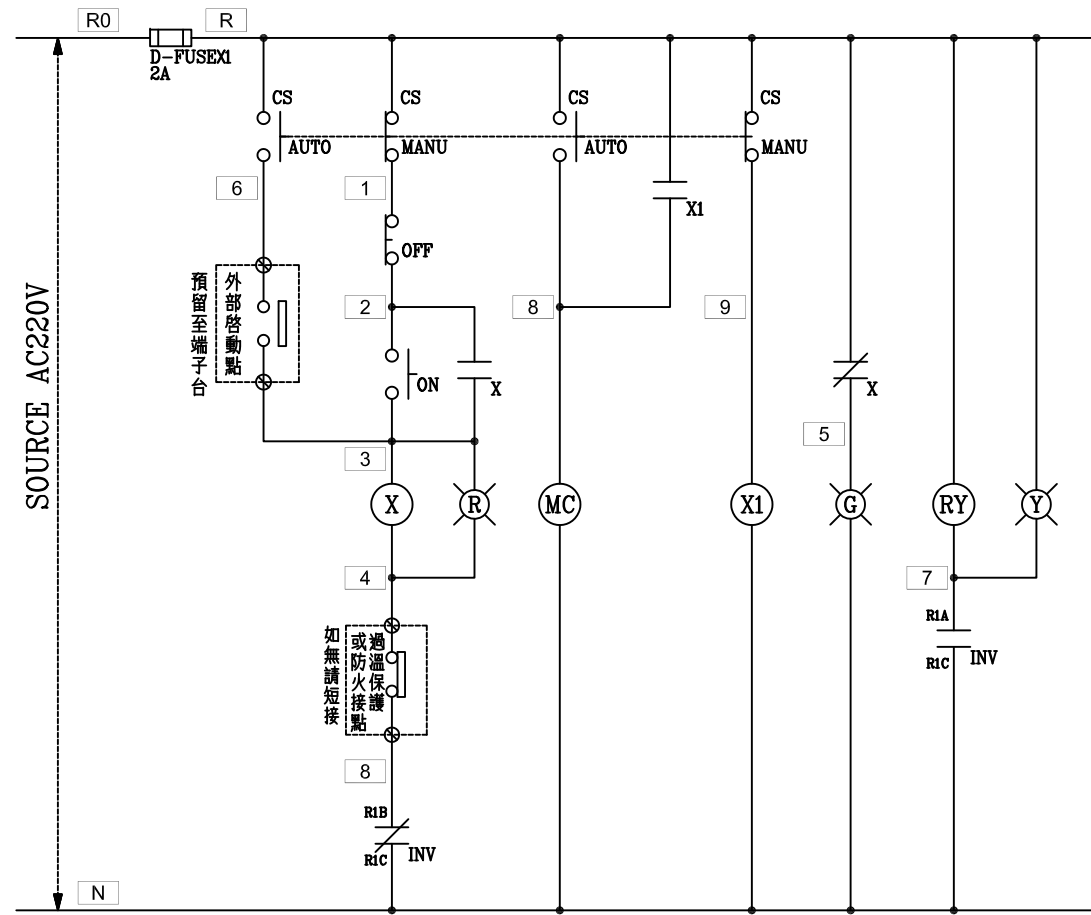 R0
R
D-FUSEX1
2A
CS
CS
CS
CS
AUTO
MANU
AUTO
MANU
6
1
X1
OFF
預留至端子台
外部啓動點
2
8
9
ON
X
X
3
5
SOURCE AC220V
X
R
MC
X1
G
RY
Y
4
7
R1A
R1C
INV
如無請短接
過溫保護
或防火接點
8
R1B
R1C
INV
N